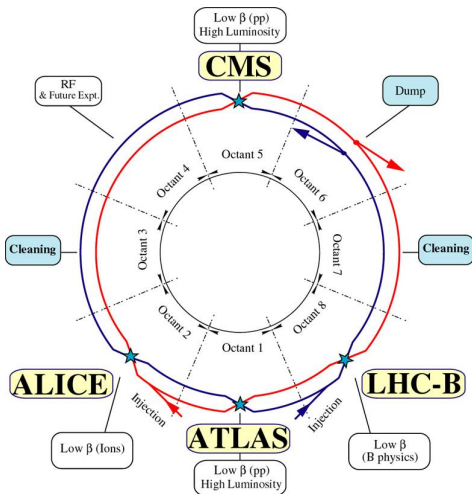 Low β (pp)
High Luminosity
CMS
RF
& Future Expt.
Dump
Octant 5
Octant 4
Octant 6
Octant 3
Octant 7
Cleaning
Cleaning
Octant 2
Octant 8
Octant 1
ALICE
LHC-B
Injection
Injection
ATLAS
Low β (Ions)
Low β
(B physics)
Low β (pp)
High Luminosity